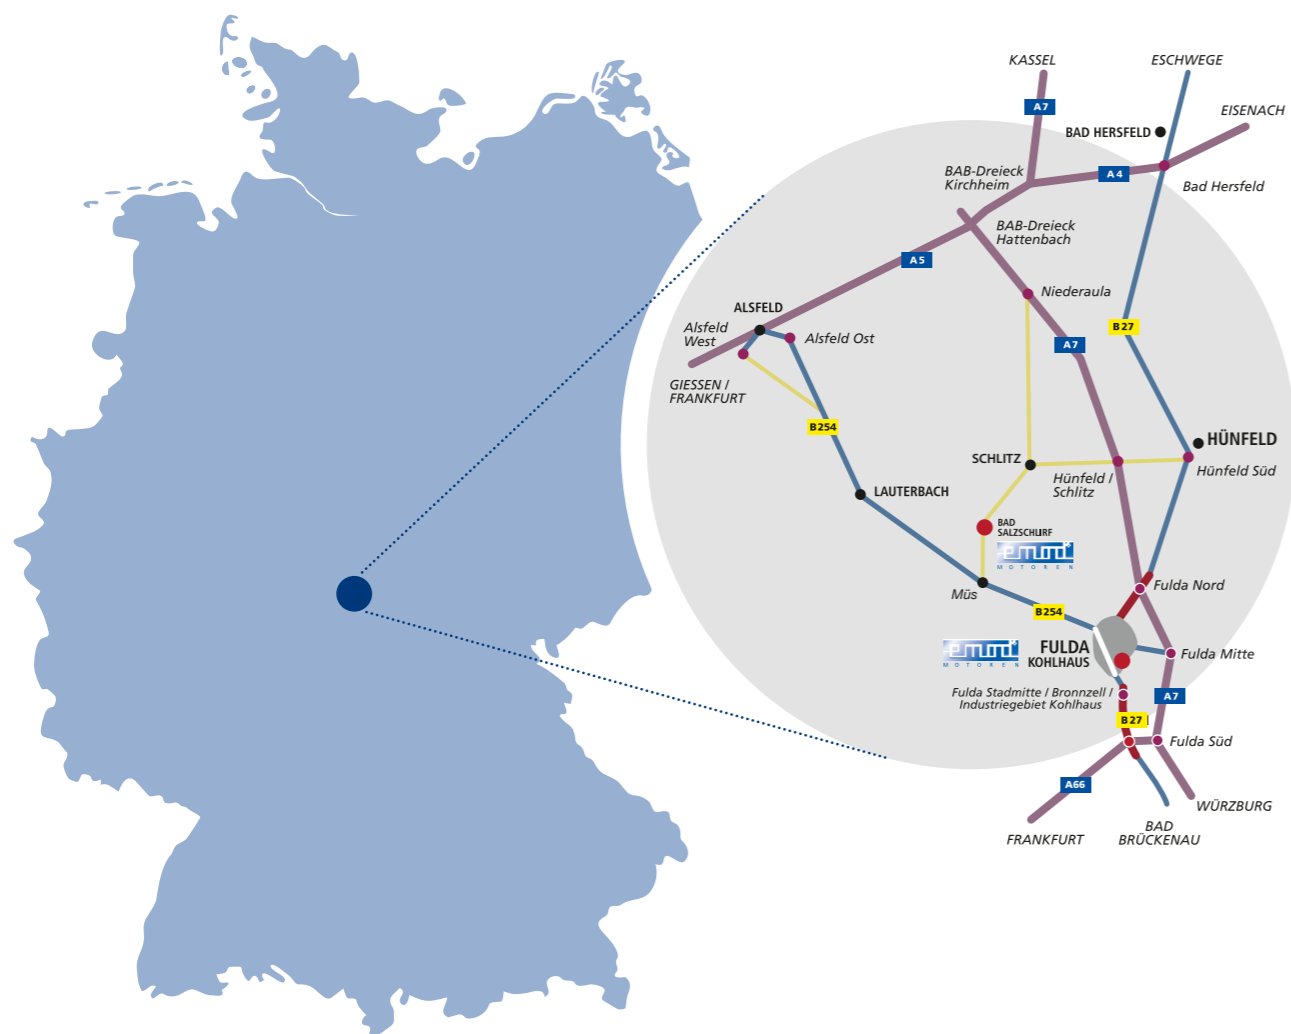 KASSEL
ESCHWEGE
A7
EISENACH
BAD HERSFELD
BAB-Dreieck
Kirchheim
A4
Bad Hersfeld
BAB-Dreieck
Hattenbach
A5
Niederaula
ALSFELD
Alsfeld
West
Alsfeld Ost
B27
A7
GIESSEN /
FRANKFURT
B254
HÜNFELD
SCHLITZ
Hünfeld /
Schlitz
Hünfeld Süd
LAUTERBACH
BAD
SALZSCHLIRF
emod
MOTOREN
Müs
Fulda Nord
B254
emod
MOTOREN
FULDA
KOHLHAUS
Fulda Mitte
Fulda Stadmitte / Bronnzell /
Industriegebiet Kohlhaus
A7
B27
Fulda Süd
A66
WÜRZBURG
FRANKFURT
BAD
BRÜCKENAU